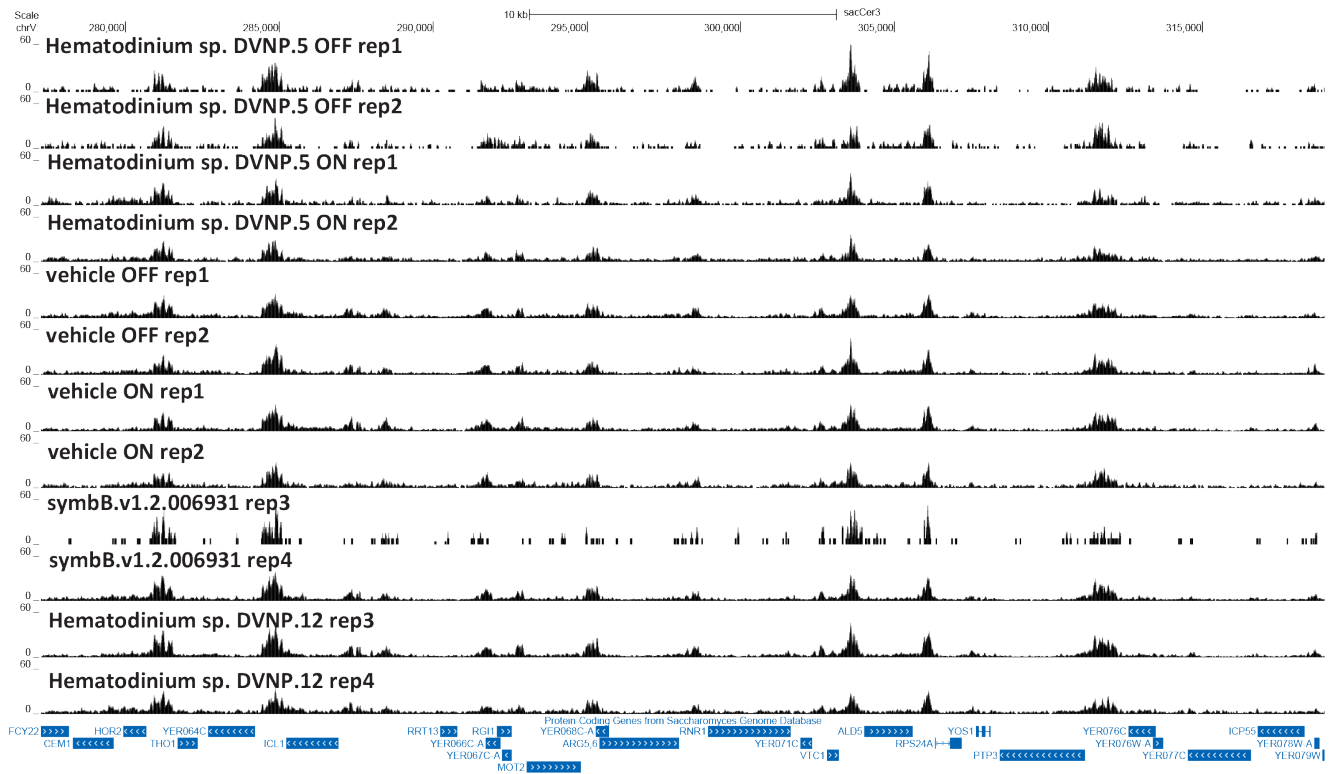 Scale 10 kb sacCer3
chrV 280,000 285,000 290,000 295,000 300,000 305,000 310,000 315,000
60
Hematodinium sp. DVNP.5 OFF rep1
0
60
Hematodinium sp. DVNP.5 OFF rep2
0
60
Hematodinium sp. DVNP.5 ON rep1
0
60
Hematodinium sp. DVNP.5 ON rep2
0
60
vehicle OFF rep1
0
60
vehicle OFF rep2
0
60
vehicle ON rep1
0
60
vehicle ON rep2
0
60
symbB.v1.2.006931 rep3
0
60
symbB.v1.2.006931 rep4
0
60
Hematodinium sp. DVNP.12 rep3
0
60
Hematodinium sp. DVNP.12 rep4
0
Protein-Coding Genes from Saccharomyces Genome Database
FCY22 HOR2 YER064C RRT13 RGI1 YER068C-A RNR1 ALD5 YOS1 YER076C ICP55
CEM1 THO1 ICL1 YER066C-A ARG5,6 YER071C RPS24A YER076W-A YER078W-A
YER067C-A VTC1 PTP3 YER077C YER079W
MOT2